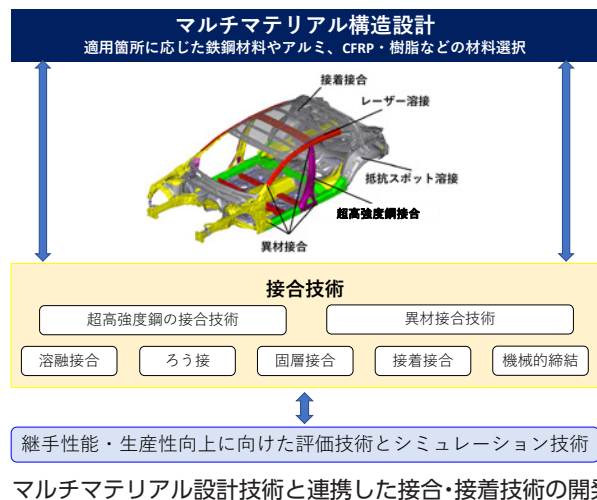 マルチマテリアル構造設計
適用箇所に応じた鉄鋼材料やアルミ、CFRP・樹脂などの材料選択
接着接合
レーザー溶接
抵抗スポット溶接
超高強度鋼接合
異材接合
接合技術
超高強度鋼の接合技術
異材接合技術
溶融接合
ろう接
固層接合
接着接合
機械的締結
継手性能・生産性向上に向けた評価技術とシミュレーション技術
マルチマテリアル設計技術と連携した接合・接着技術の開